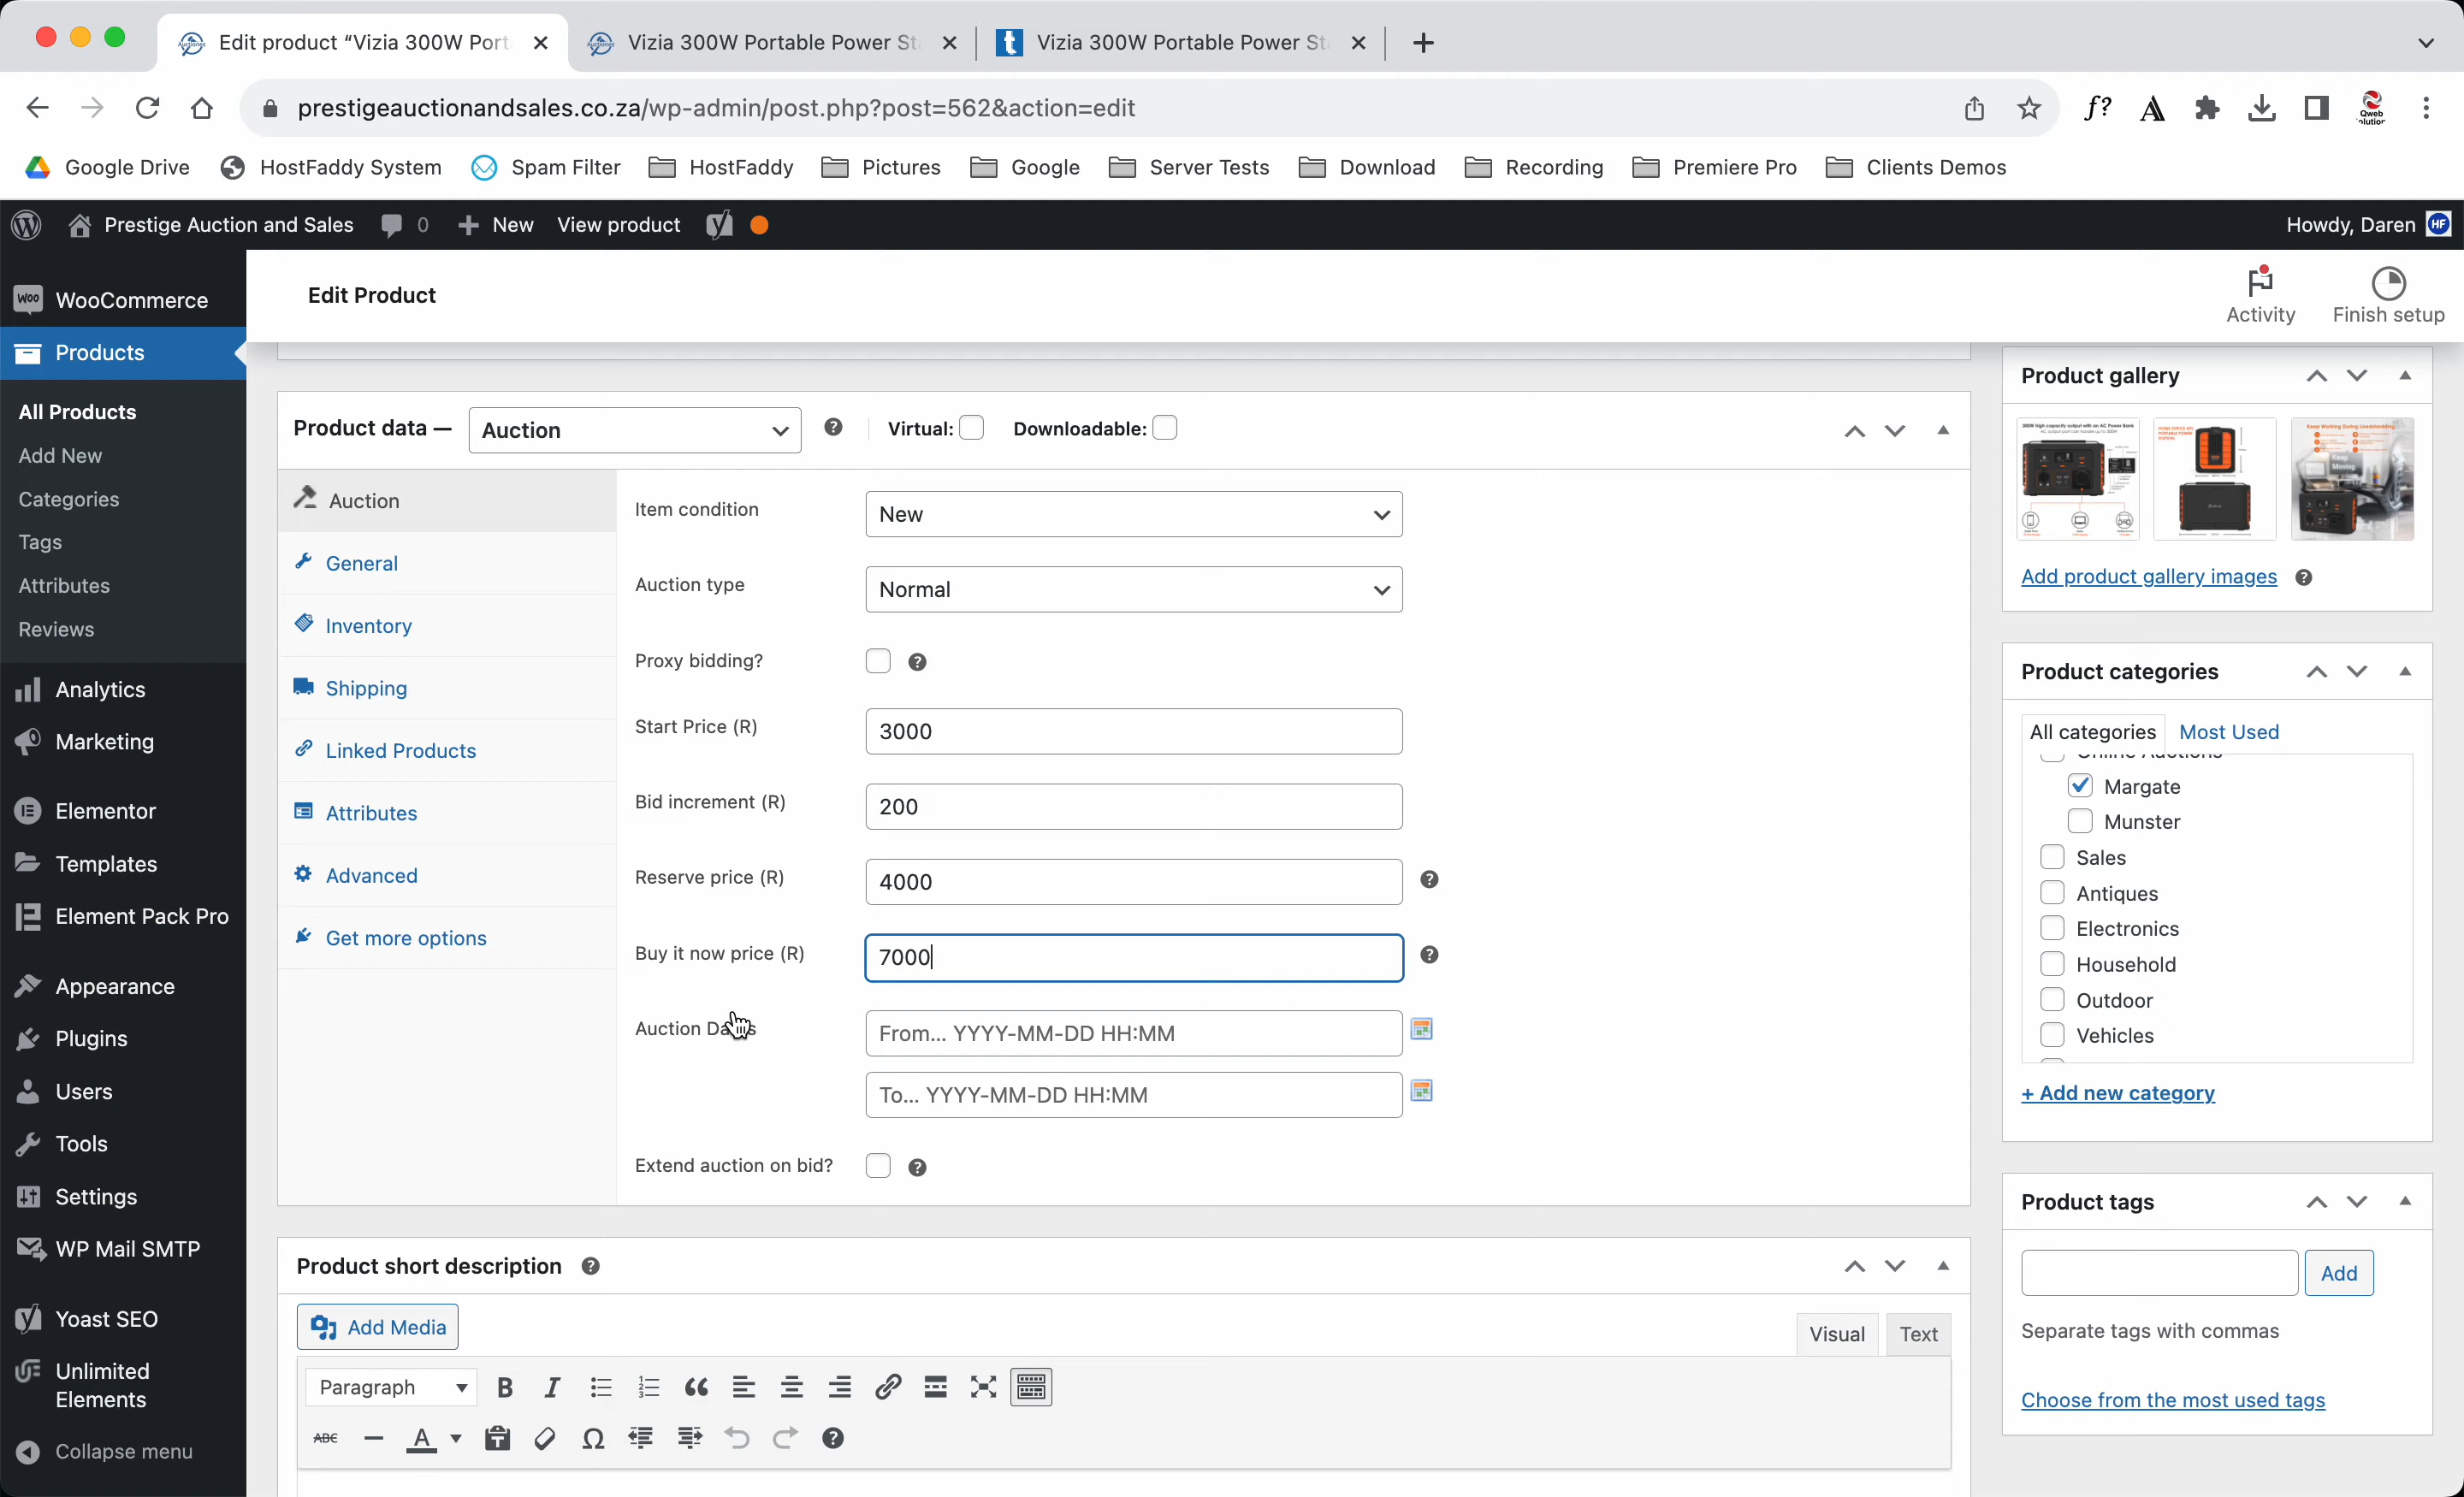 Edit product “Vizia 300W Port
Vizia 300W Portable Power St
Vizia 300W Portable Power St
prestigeauctionandsales.co.za/wp-admin/post.php?post=562&action=edit
Google Drive
HostFaddy System
Spam Filter
HostFaddy
Pictures
Google
Server Tests
Download
Recording
Premiere Pro
Clients Demos
Prestige Auction and Sales
0
New
View product
Howdy, Daren
HF
WooCommerce
Products
All Products
Add New
Categories
Tags
Attributes
Reviews
Analytics
Marketing
Elementor
Templates
Element Pack Pro
Appearance
Plugins
Users
Tools
Settings
WP Mail SMTP
Yoast SEO
Unlimited
Elements
Collapse menu
Edit Product
Activity
Finish setup
Product data —
Auction
Virtual:
Downloadable:
Auction
General
Inventory
Shipping
Linked Products
Attributes
Advanced
Get more options
Item condition
New
Auction type
Normal
Proxy bidding?
Start Price (R)
3000
Bid increment (R)
200
Reserve price (R)
4000
Buy it now price (R)
7000
Auction
From... YYYY-MM-DD HH:MM
To... YYYY-MM-DD HH:MM
Extend auction on bid?
Product short description
Add Media
Visual
Text
Paragraph
Product gallery
Add product gallery images
Product categories
All categories
Most Used
Margate
Munster
Sales
Antiques
Electronics
Household
Outdoor
Vehicles
+ Add new category
Product tags
Add
Separate tags with commas
Choose from the most used tags